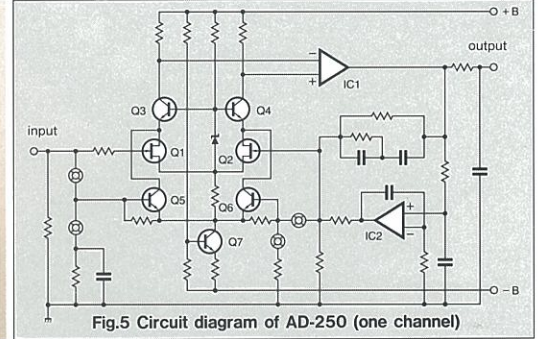 +B
output
−
+
IC1
Q3
Q4
input
Q1
Q2
Q5
Q6
+
−
IC2
Q7
−B
Fig.5 Circuit diagram of AD-250 (one channel)